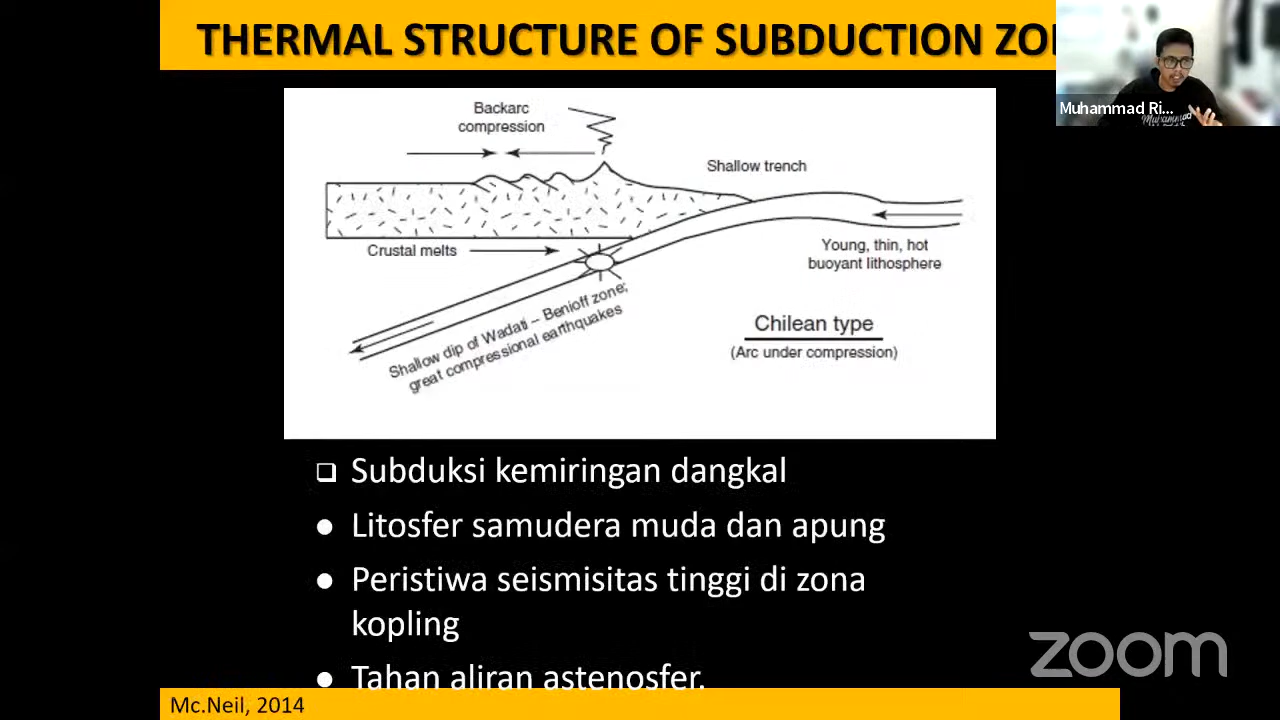 THERMAL STRUCTURE OF SUBDUCTION
Muhammad Ri...
Muhammad
Backarc
compression
Shallow trench
Crustal melts
Young, thin, hot
buoyant lithosphere
Shallow dip of Wadati – Benioff zone;
great compressional earthquakes
Chilean type
(Arc under compression)
❑ Subduksi kemiringan dangkal
● Litosfer samudera muda dan apung
● Peristiwa seismisitas tinggi di zona
kopling
● Tahan aliran astenosfer.
zoom
Mc.Neil, 2014